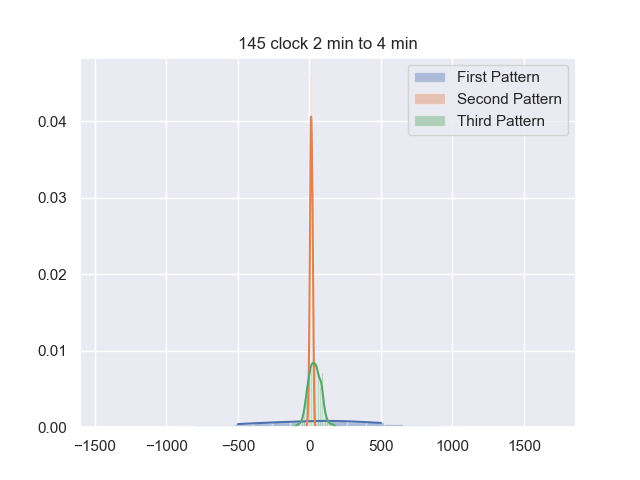 145 clock 2 min to 4 min
First Pattern
Second Pattern
Third Pattern
0.04
0.03
0.02
0.01
0.00
−1500 −1000 −500 0 500 1000 1500